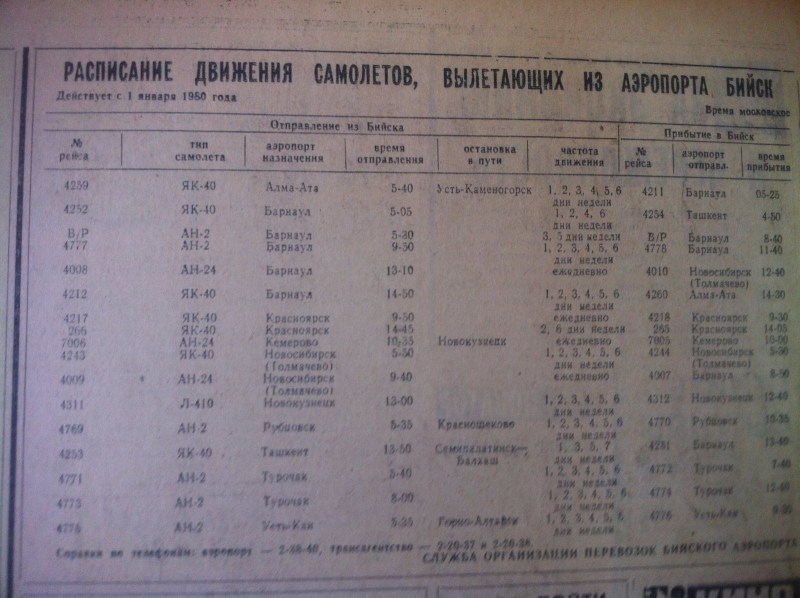 РАСПИСАНИЕ ДВИЖЕНИЯ САМОЛЕТОВ, ВЫЛЕТАЮЩИХ ИЗ АЭРОПОРТА БИЙСК
Действует с 1 января 1980 года
Время московское
Отправление из Бийска Прибытие в Бийск
№ рейса тип самолета аэропорт назначения время отправления остановка в пути частота движения № рейса аэропорт отправл. время прибытия
4259 ЯК-40 Алма-Ата 5-40 Усть-Каменогорск 1, 2, 3, 4, 5, 6 дни недели 4211 Барнаул 05-25
4252 ЯК-40 Барнаул 5-05 1, 2, 4, 6 дни недели 4254 Ташкент 4-50
В/Р АН-2 Барнаул 5-30 3, 5 дни недели В/Р Барнаул 8-40
4777 АН-2 Барнаул 9-50 1, 2, 3, 4, 5, 6 дни недели 4778 Барнаул 11-40
4008 АН-24 Барнаул 13-10 ежедневно 4010 Новосибирск (Толмачево) 12-40
4212 ЯК-40 Барнаул 14-50 1, 2, 3, 4, 5, 6 дни недели 4260 Алма-Ата 14-30
4217 ЯК-40 Красноярск 9-50 ежедневно 4218 Красноярск 9-30
266 ЯК-40 Красноярск 14-45 2, 6 дни недели 265 Красноярск 14-05
7006 АН-24 Кемерово 10-35 Новокузнецк ежедневно 7005 Кемерово 10-00
4243 ЯК-40 Новосибирск (Толмачево) 5-50 1, 2, 3, 4, 5, 6 дни недели 4244 Новосибирск (Толмачево)
4009 АН-24 Новосибирск (Толмачево) 9-40 ежедневно 4007 Барнаул
4311 Л-410 Новокузнецк 13-00 1, 2, 3, 4, 5, 6 дни недели 4312 Новокузнецк 12-40
4769 АН-2 Рубцовск 5-35 Краснощеково 1, 2, 3, 4, 5, 6 дни недели 4770 Рубцовск
4253 ЯК-40 Ташкент 13-50 Семипалатинск—Балхаш 1, 3, 5, 7 дни недели Барнаул 13-40
4771 АН-2 Турочак 5-40 1, 2, 3, 4, 5, 6 дни недели 4772 Турочак 7-40
4773 АН-2 Турочак 8-00 1, 2, 3, 4, 5, 6 дни недели 4774 Турочак 12-40
4775 АН-2 Усть-Кан 5-35 Горно-Алтайск 1, 2, 3, 4, 5, 6 дни недели 4776 Усть-Кан
Справки по телефонам: аэропорт — 2-38-40, трансагентство — 2-20-37 и 2-20-38.
СЛУЖБА ОРГАНИЗАЦИИ ПЕРЕВОЗОК БИЙСКОГО АЭРОПОРТА